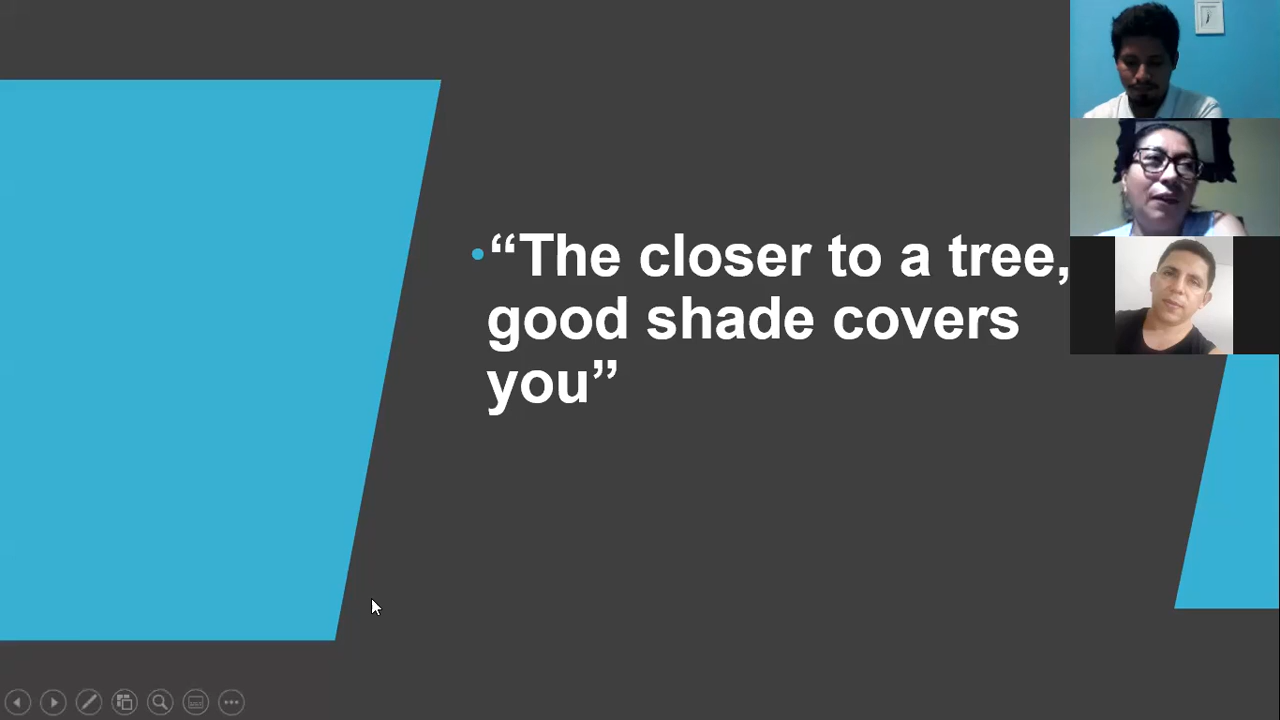 “The closer to a tree,
good shade covers
you”